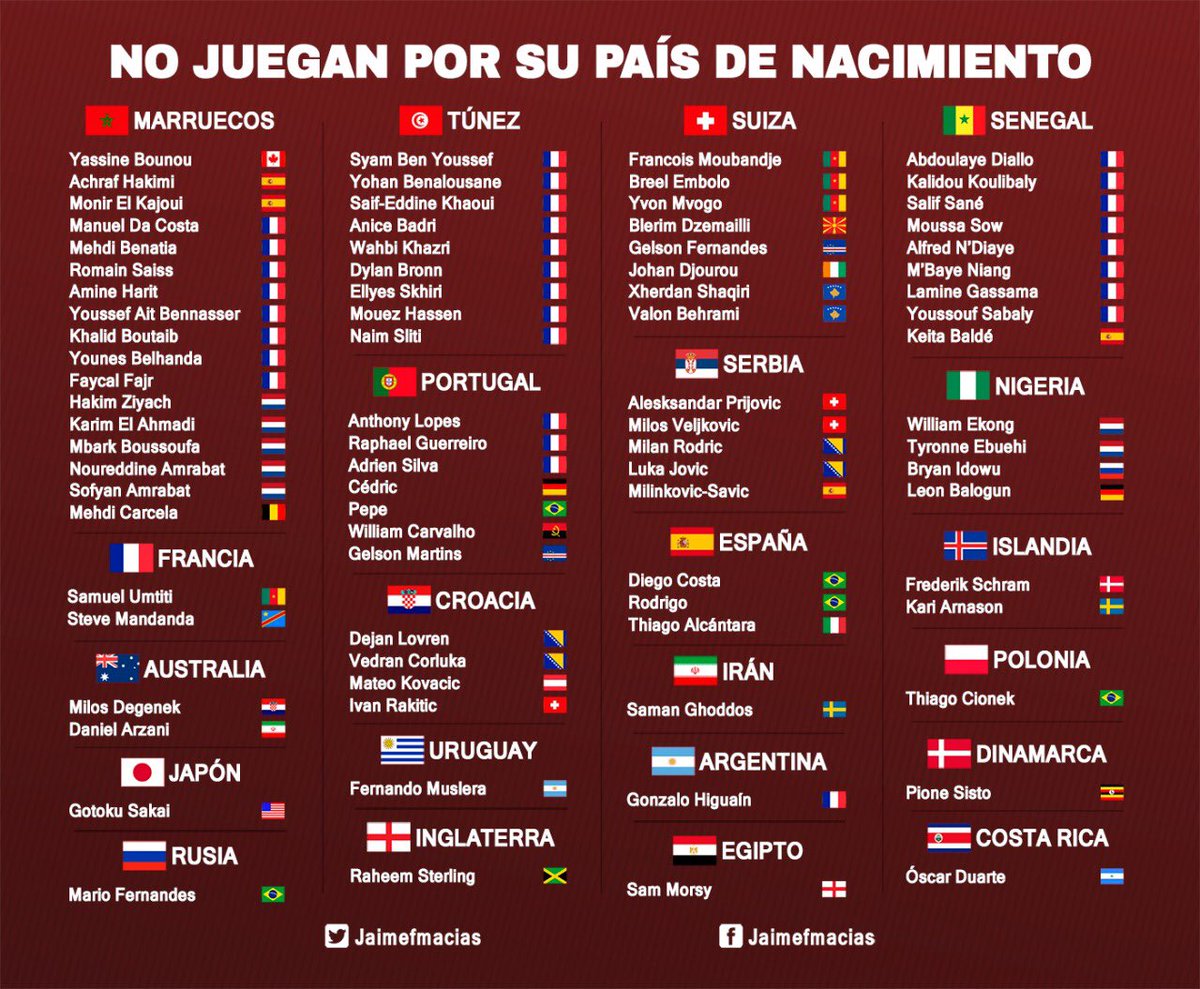 NO JUEGAN POR SU PAÍS DE NACIMIENTO
MARRUECOS
Yassine Bounou
Achraf Hakimi
Monir El Kajoui
Manuel Da Costa
Mehdi Benatia
Romain Saiss
Amine Harit
Youssef Ait Bennasser
Khalid Boutaib
Younes Belhanda
Faycal Fajr
Hakim Ziyach
Karim El Ahmadi
Mbark Boussoufa
Noureddine Amrabat
Sofyan Amrabat
Mehdi Carcela
FRANCIA
Samuel Umtiti
Steve Mandanda
AUSTRALIA
Milos Degenek
Daniel Arzani
JAPÓN
Gotoku Sakai
RUSIA
Mario Fernandes
TÚNEZ
Syam Ben Youssef
Yohan Benalousane
Saif-Eddine Khaoui
Anice Badri
Wahbi Khazri
Dylan Bronn
Ellyes Skhiri
Mouez Hassen
Naim Sliti
PORTUGAL
Anthony Lopes
Raphael Guerreiro
Adrien Silva
Cédric
Pepe
William Carvalho
Gelson Martins
CROACIA
Dejan Lovren
Vedran Corluka
Mateo Kovacic
Ivan Rakitic
URUGUAY
Fernando Muslera
INGLATERRA
Raheem Sterling
SUIZA
Francois Moubandje
Breel Embolo
Yvon Mvogo
Blerim Dzemailli
Gelson Fernandes
Johan Djourou
Xherdan Shaqiri
Valon Behrami
SERBIA
Alesksandar Prijovic
Milos Veljkovic
Milan Rodric
Luka Jovic
Milinkovic-Savic
ESPAÑA
Diego Costa
Rodrigo
Thiago Alcántara
IRÁN
Saman Ghoddos
ARGENTINA
Gonzalo Higuaín
EGIPTO
Sam Morsy
SENEGAL
Abdoulaye Diallo
Kalidou Koulibaly
Salif Sané
Moussa Sow
Alfred N'Diaye
M'Baye Niang
Lamine Gassama
Youssouf Sabaly
Keita Baldé
NIGERIA
William Ekong
Tyronne Ebuehi
Bryan Idowu
Leon Balogun
ISLANDIA
Frederik Schram
Kari Arnason
POLONIA
Thiago Cionek
DINAMARCA
Pione Sisto
COSTA RICA
Óscar Duarte
Jaimefmacias
Jaimefmacias